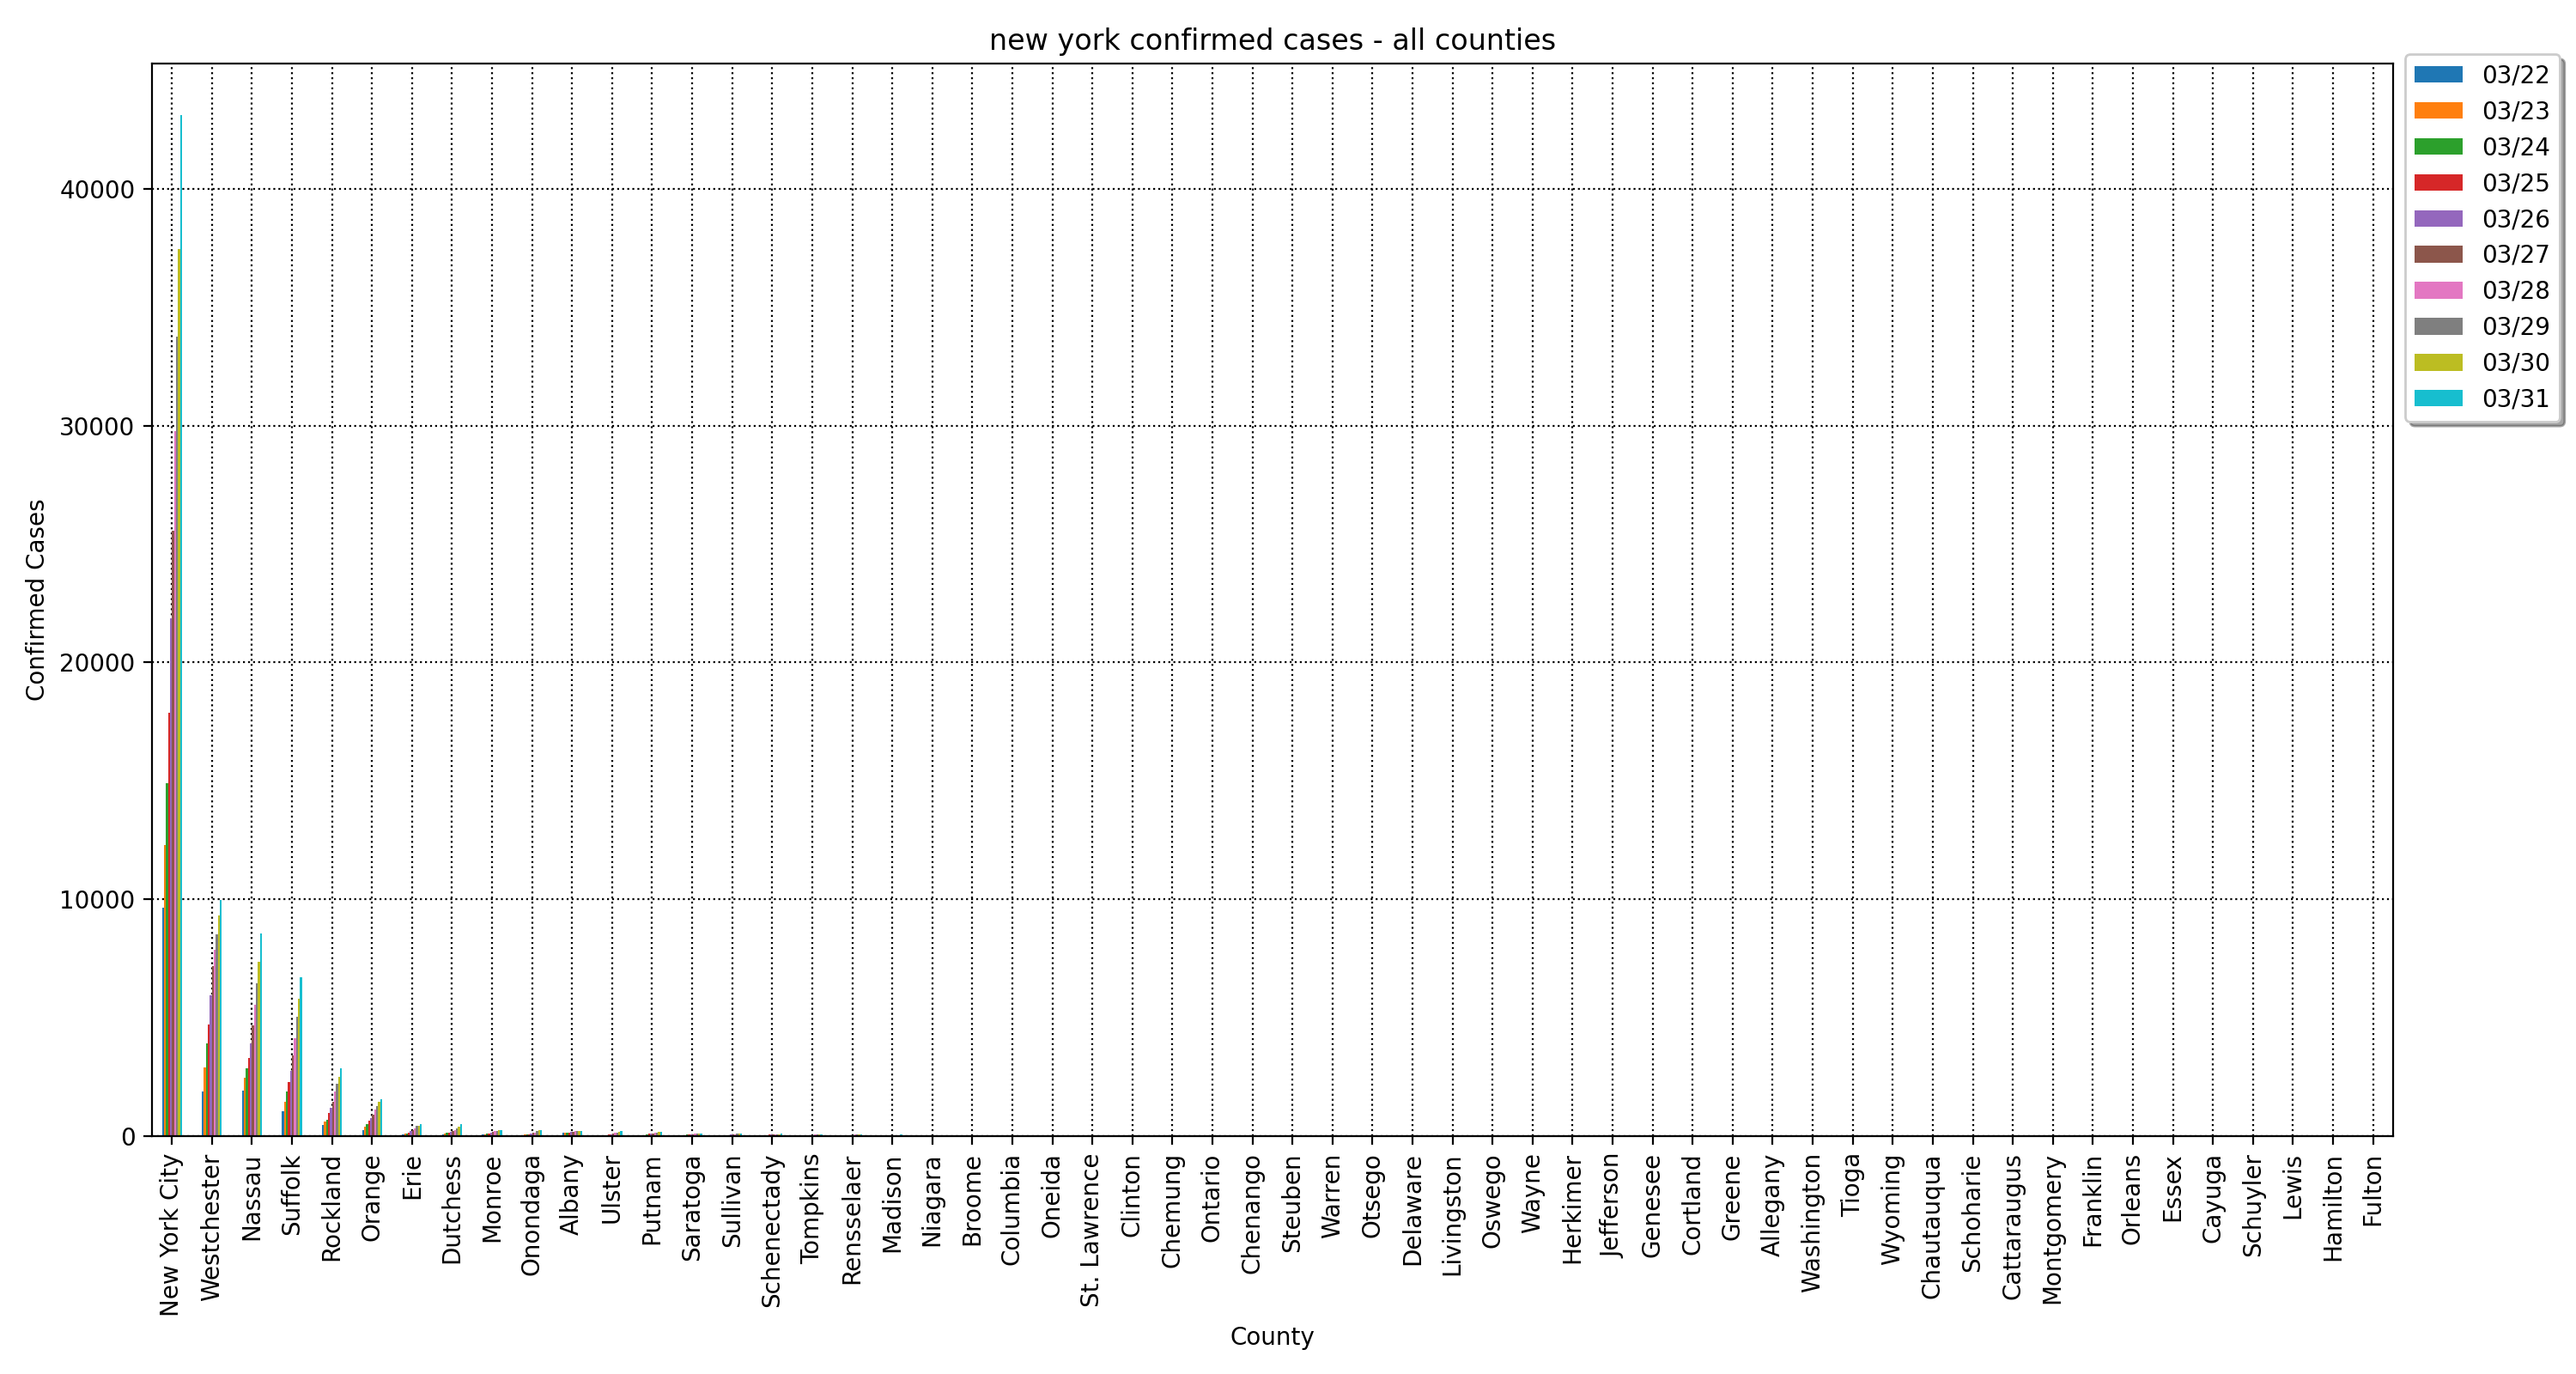 new york confirmed cases - all counties
03/22
03/23
03/24
03/25
03/26
03/27
03/28
03/29
03/30
03/31
Confirmed Cases
40000
30000
20000
10000
0
New York City
Westchester
Nassau
Suffolk
Rockland
Orange
Erie
Dutchess
Monroe
Onondaga
Albany
Ulster
Putnam
Saratoga
Sullivan
Schenectady
Tompkins
Rensselaer
Madison
Niagara
Broome
Columbia
Oneida
St. Lawrence
Clinton
Chemung
Ontario
Chenango
Steuben
Warren
Otsego
Delaware
Livingston
Oswego
Wayne
Herkimer
Jefferson
Genesee
Cortland
Greene
Allegany
Washington
Tioga
Wyoming
Chautauqua
Schoharie
Cattaraugus
Montgomery
Franklin
Orleans
Essex
Cayuga
Schuyler
Lewis
Hamilton
Fulton
County